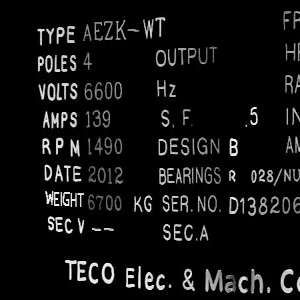 TYPE AEZK-WT FR
POLES 4 OUTPUT HP
VOLTS 6600 Hz RA
AMPS 139 S. F. .5 IN
RPM 1490 DESIGN B AM
DATE 2012 BEARINGS R 028/NU
WEIGHT 6700 KG SER. NO. D138206
SEC V -- SEC.A
TECO Elec. & Mach. Co